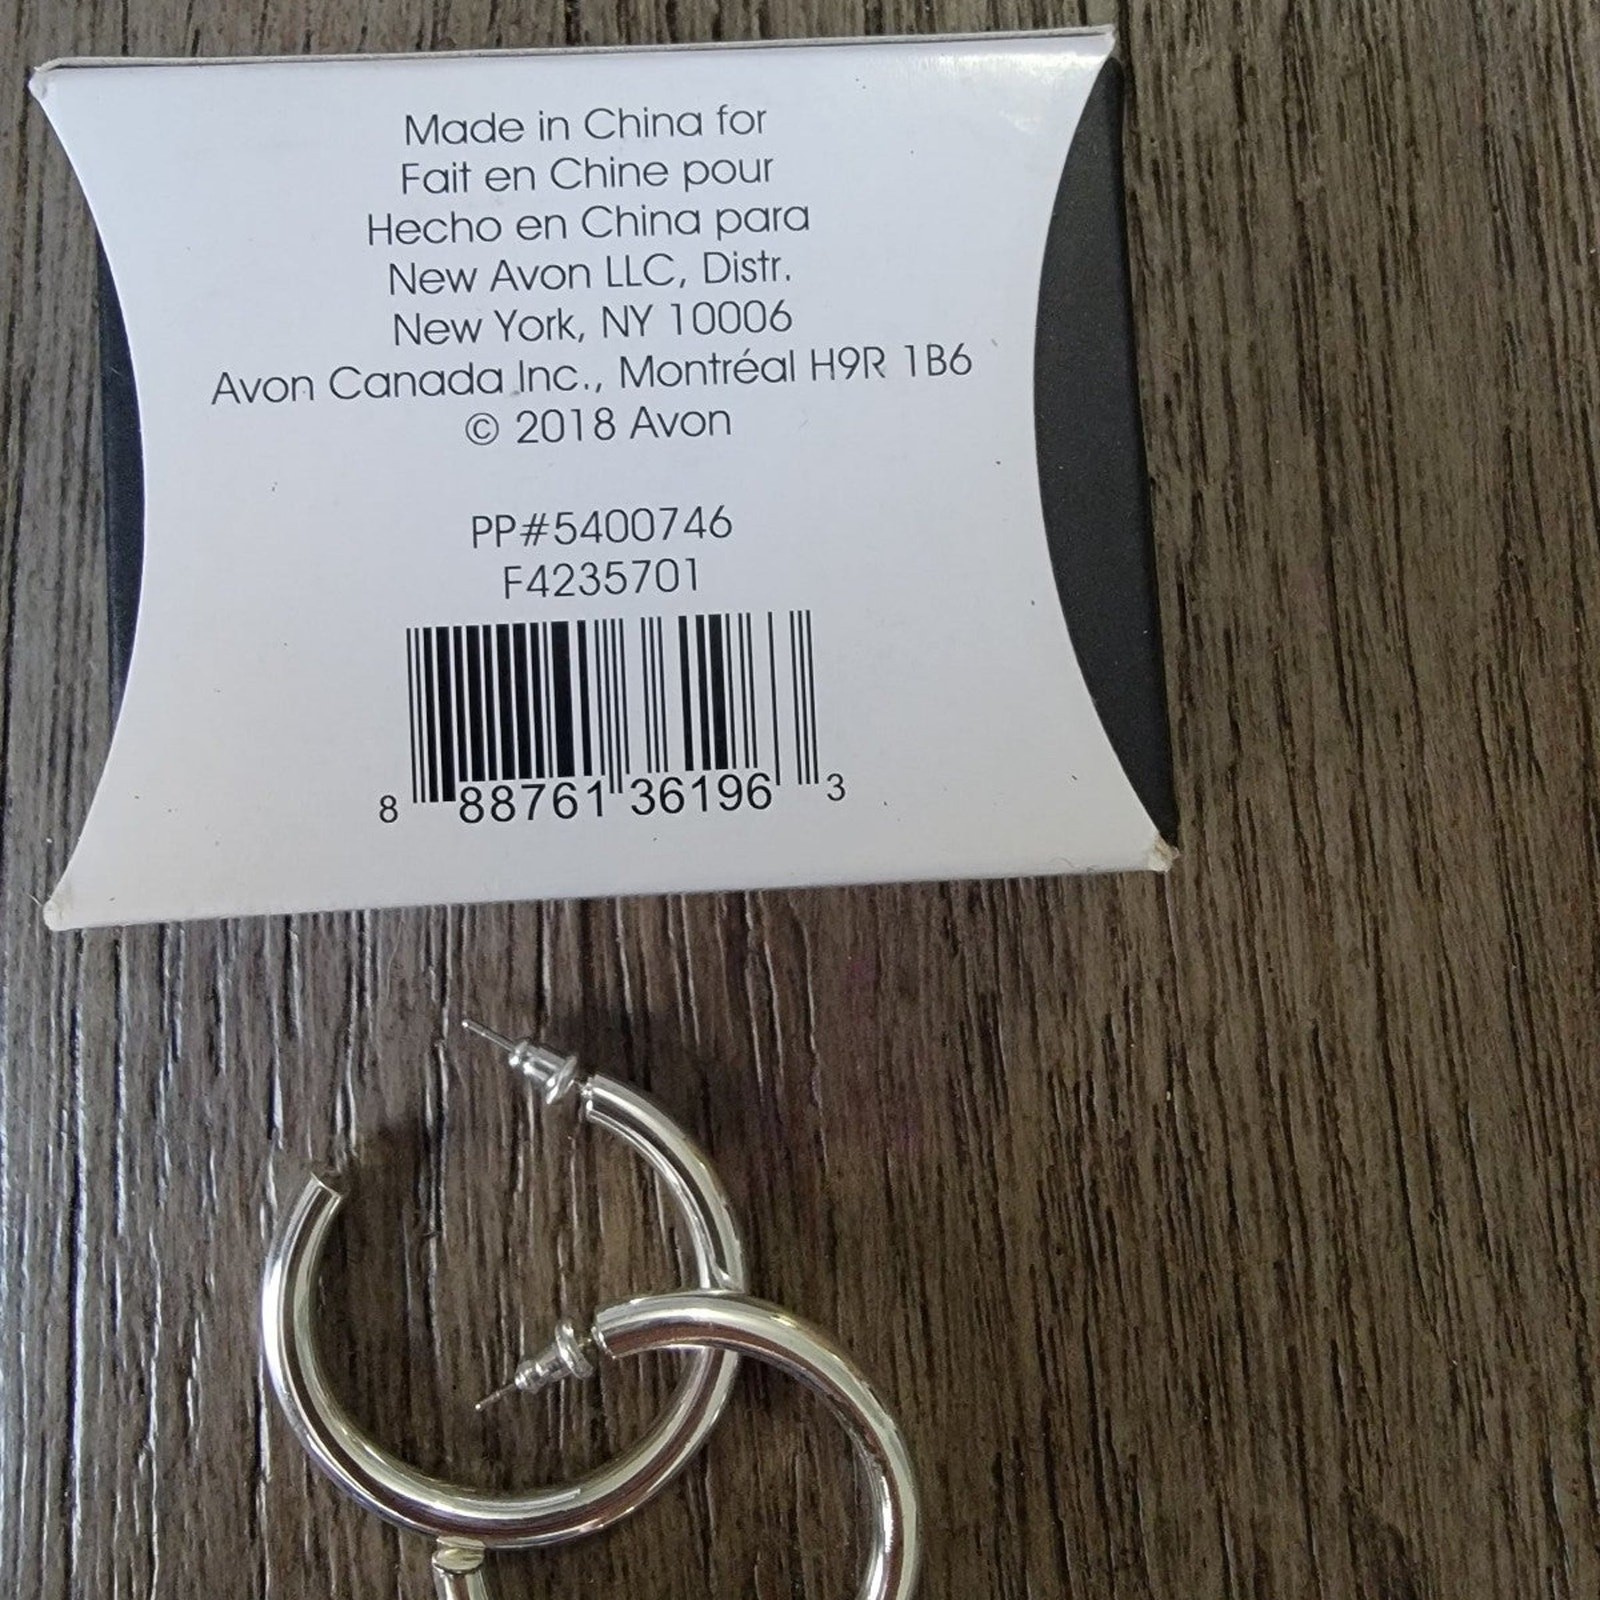 Made in China for
Fait en Chine pour
Hecho en China para
New Avon LLC, Distr.
New York, NY 10006
Avon Canada Inc., Montréal H9R 1B6
© 2018 Avon
PP#5400746
F4235701
8 88761 36196 3